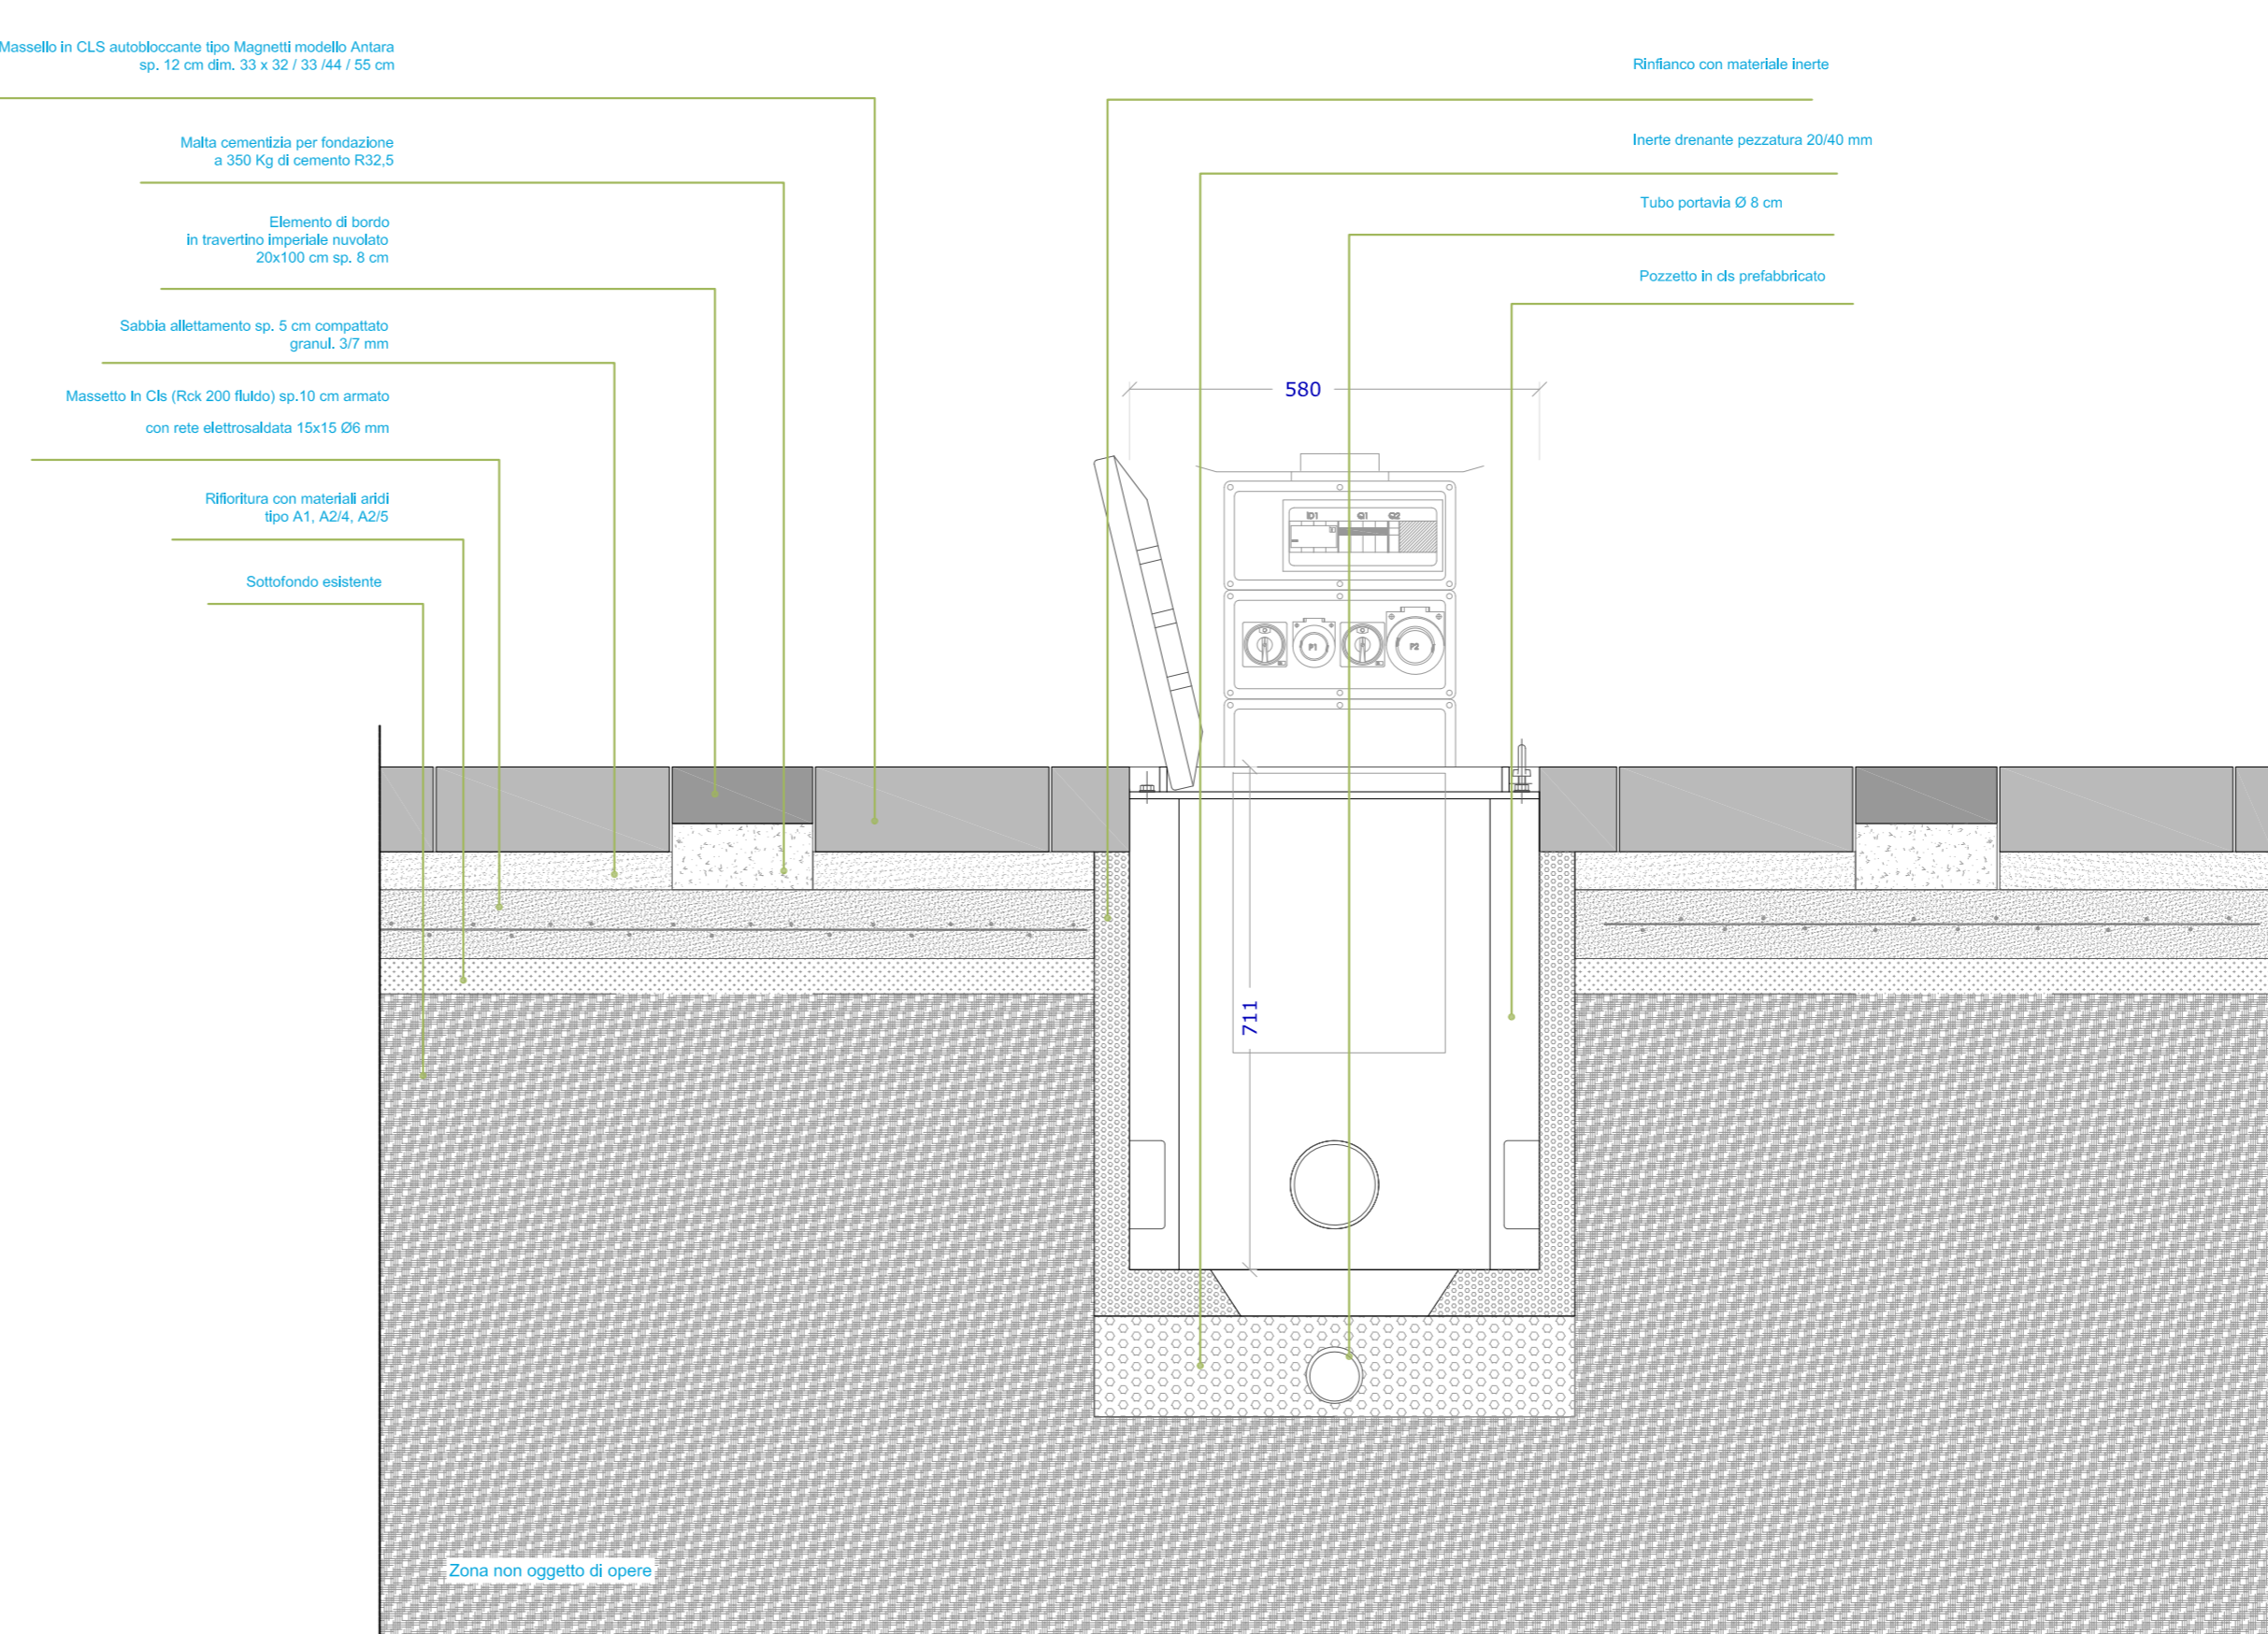 Massello in CLS autobloccante tipo Magnetti modello Antara
sp. 12 cm dim. 33 x 32 / 33 /44 / 55 cm
Malta cementizia per fondazione
a 350 Kg di cemento R32,5
Elemento di bordo
in travertino imperiale nuvolato
20x100 cm sp. 8 cm
Sabbia allettamento sp. 5 cm compattato
granul. 3/7 mm
Massetto in Cls (Rck 200 fluido) sp.10 cm armato
con rete elettrosaldata 15x15 Ø6 mm
Rifioritura con materiali aridi
tipo A1, A2/4, A2/5
Sottofondo esistente
Rinfianco con materiale inerte
Inerte drenante pezzatura 20/40 mm
Tubo portavia Ø 8 cm
Pozzetto in cls prefabbricato
580
ID1 Q1 Q2
P1 P2
711
Zona non oggetto di opere